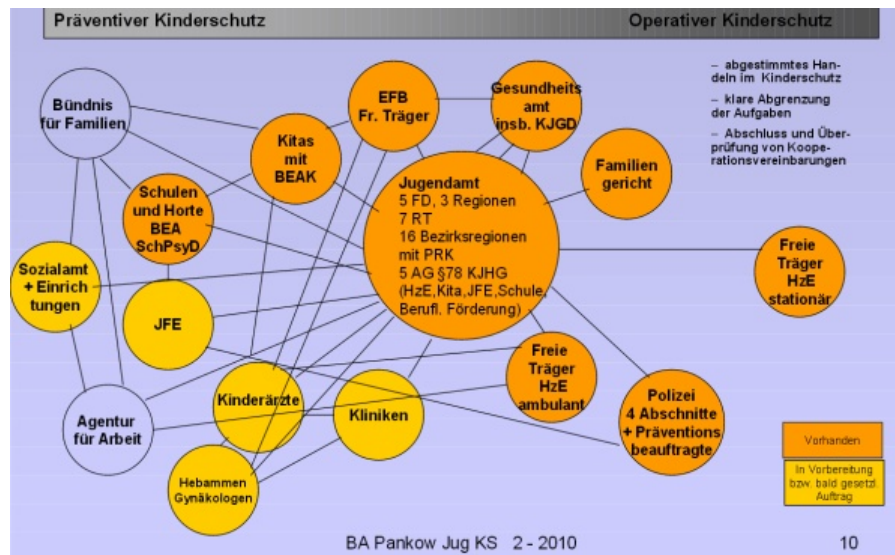 Präventiver Kinderschutz
Operativer Kinderschutz
– abgestimmtes Han-
deln im Kinderschutz
– klare Abgrenzung
der Aufgaben
– Abschluss und Über-
prüfung von Koope-
rationsvereinbarungen
Bündnis
für Familien
EFB
Fr. Träger
Gesundheits
amt
insb. KJGD
Kitas
mit
BEAK
Familien
gericht
Schulen
und Horte
BEA
SchPsyD
Jugendamt
5 FD, 3 Regionen
7 RT
16 Bezirksregionen
mit PRK
5 AG §78 KJHG
(HzE,Kita,JFE,Schule,
Berufl. Förderung)
Freie
Träger
HzE
stationär
Sozialamt
+ Einrich
tungen
JFE
Freie
Träger
HzE
ambulant
Kinderärzte
Kliniken
Polizei
4 Abschnitte
+ Präventions
beauftragte
Agentur
für Arbeit
Hebammen
Gynäkologen
Vorhanden
In Vorbereitung
bzw. bald gesetzl.
Auftrag
BA Pankow Jug KS 2 - 2010
10